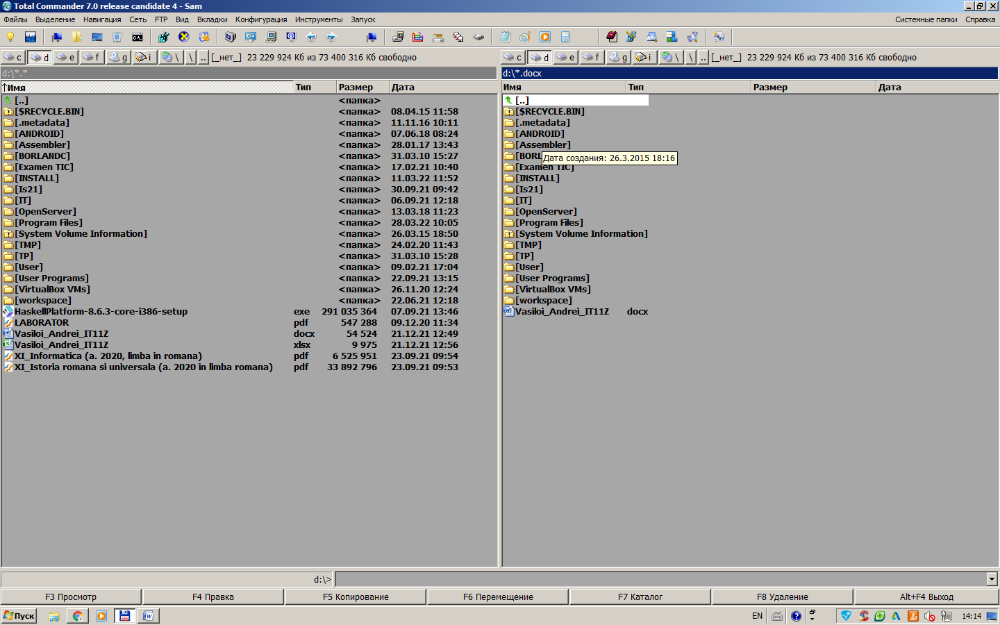 Total Commander 7.0 release candidate 4 - Sam
Файлы Выделение Навигация Сеть FTP Вид Вкладки Конфигурация Инструменты Запуск Системные папки Справка
c d e f g i \ \ .. [_нет_] 23 229 924 Кб из 73 400 316 Кб свободно
c d e f g i \ \ .. [_нет_] 23 229 924 Кб из 73 400 316 Кб свободно
d:\*.*
↑Имя Тип Размер Дата
[..] <папка>
[$RECYCLE.BIN] <папка> 08.04.15 11:58
[.metadata] <папка> 11.11.16 10:11
[ANDROID] <папка> 07.06.18 08:24
[Assembler] <папка> 28.01.17 13:43
[BORLANDC] <папка> 31.03.10 15:27
[Examen TIC] <папка> 17.02.21 10:40
[INSTALL] <папка> 11.03.22 11:52
[Is21] <папка> 30.09.21 09:42
[IT] <папка> 06.09.21 12:18
[OpenServer] <папка> 13.03.18 11:23
[Program Files] <папка> 28.03.22 10:05
[System Volume Information] <папка> 26.03.15 18:50
[TMP] <папка> 24.02.20 11:43
[TP] <папка> 31.03.10 15:28
[User] <папка> 09.02.21 17:04
[User Programs] <папка> 22.09.21 13:15
[VirtualBox VMs] <папка> 26.11.20 12:24
[workspace] <папка> 22.06.21 12:18
HaskellPlatform-8.6.3-core-i386-setup exe 291 035 364 07.09.21 13:46
LABORATOR pdf 547 288 09.12.20 11:34
Vasiloi_Andrei_IT11Z docx 54 524 21.12.21 12:49
Vasiloi_Andrei_IT11Z xlsx 9 975 21.12.21 12:56
XI_Informatica (a. 2020, limba in romana) pdf 6 525 951 23.09.21 09:54
XI_Istoria romana si universala (a. 2020 in limba romana) pdf 33 892 796 23.09.21 09:53
d:\*.docx
Имя Тип Размер Дата
[..]
[$RECYCLE.BIN]
[.metadata]
[ANDROID]
[Assembler]
[BORL
Дата создания: 26.3.2015 18:16
[Examen TIC]
[INSTALL]
[Is21]
[IT]
[OpenServer]
[Program Files]
[System Volume Information]
[TMP]
[TP]
[User]
[User Programs]
[VirtualBox VMs]
[workspace]
Vasiloi_Andrei_IT11Z docx
d:\>
F3 Просмотр F4 Правка F5 Копирование F6 Перемещение F7 Каталог F8 Удаление Alt+F4 Выход
Пуск EN 14:14